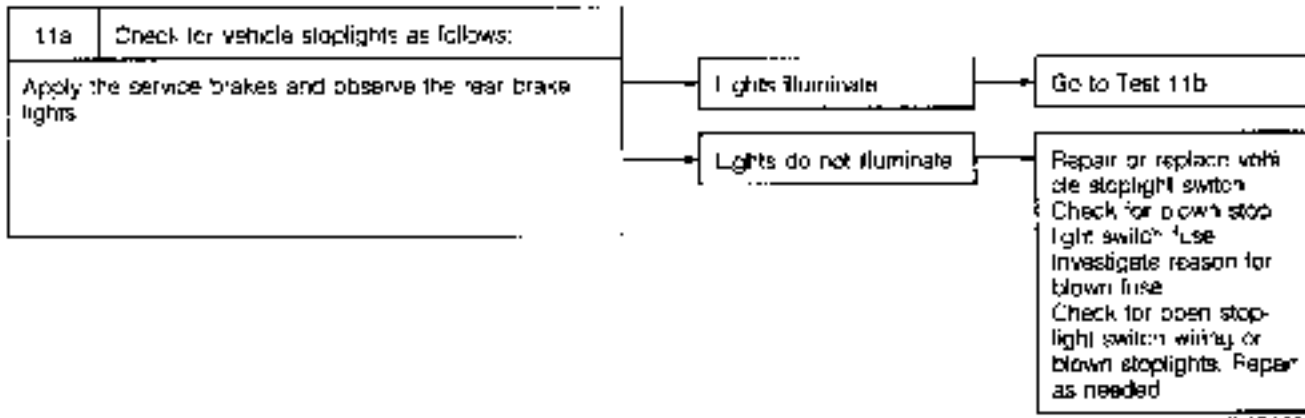 11a Check for vehicle stoplights as follows:
Apply the service brakes and observe the rear brake
lights
Lights illuminate
Go to Test 11b
Lights do not illuminate
Repair or replace vehi
cle stoplight switch
Check for blown stop
light switch fuse
Investigate reason for
blown fuse
Check for open stop-
light switch wiring or
blown stoplights. Repair
as needed